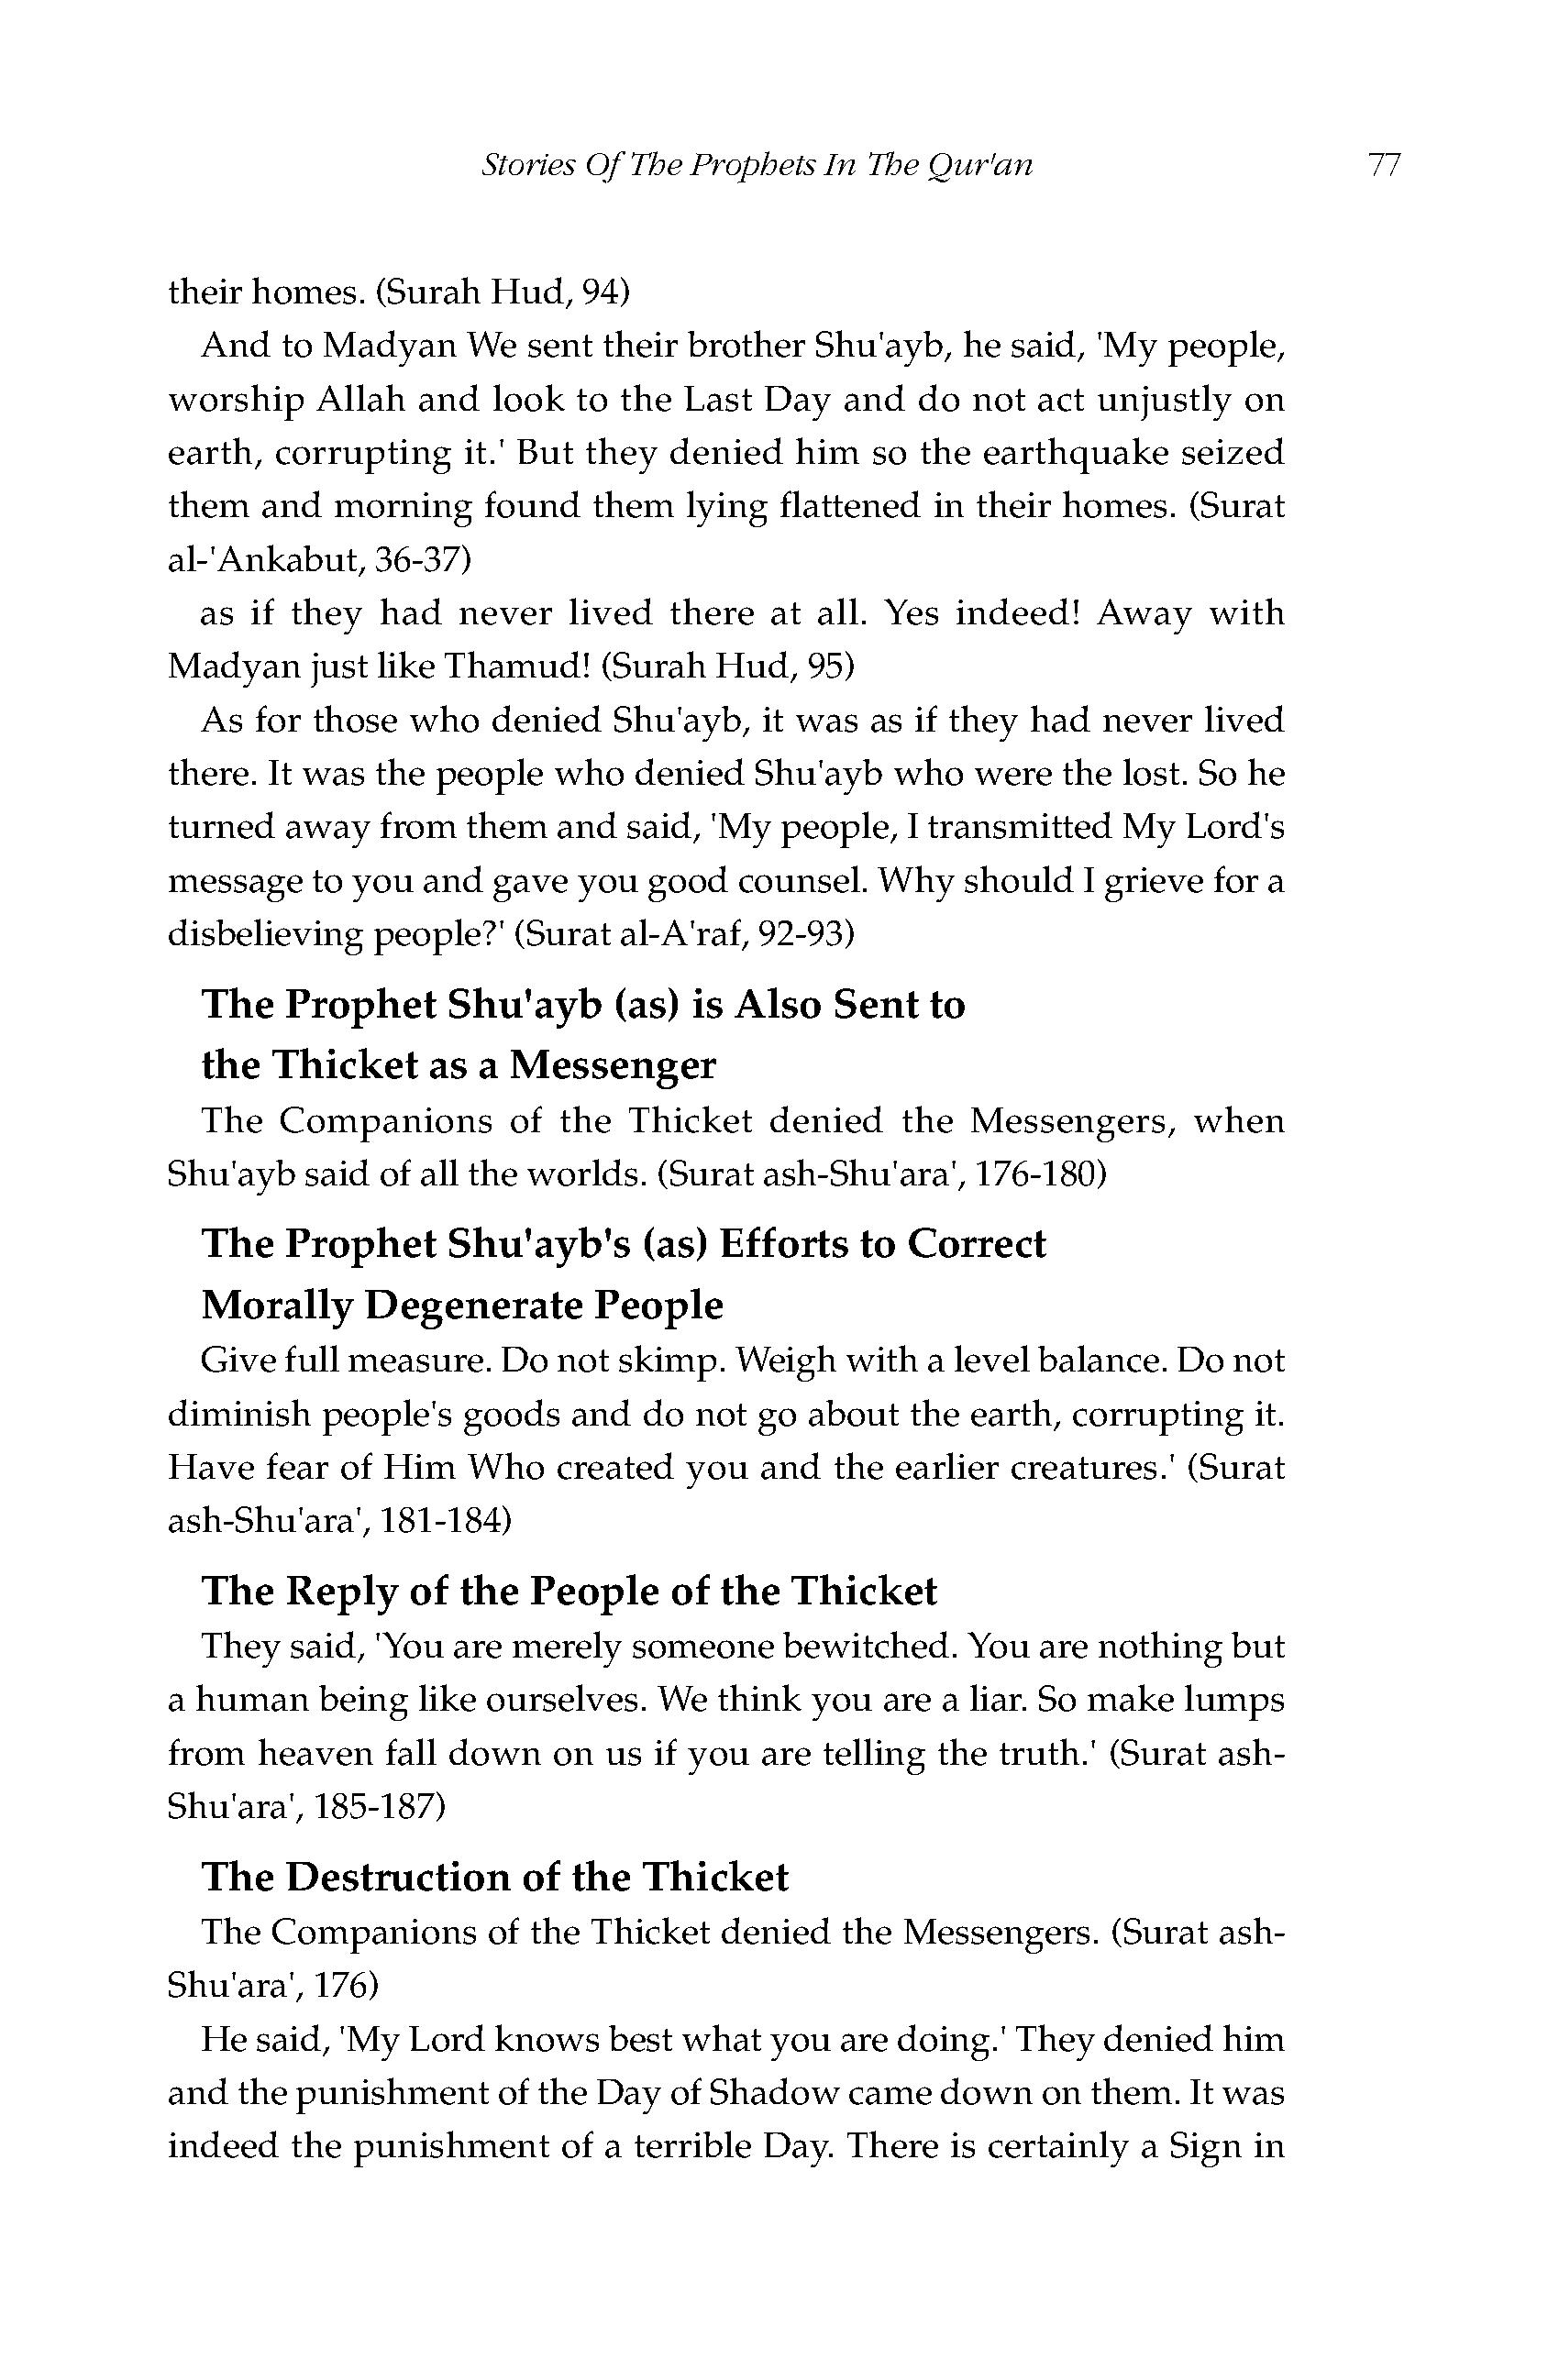 Stories Of The Prophets In The Qur'an 77
their homes. (Surah Hud, 94)
And to Madyan We sent their brother Shu'ayb, he said, 'My people,
worship Allah and look to the Last Day and do not act unjustly on
earth, corrupting it.' But they denied him so the earthquake seized
them and morning found them lying flattened in their homes. (Surat
al-'Ankabut, 36-37)
as if they had never lived there at all. Yes indeed! Away with
Madyan just like Thamud! (Surah Hud, 95)
As for those who denied Shu'ayb, it was as if they had never lived
there. It was the people who denied Shu'ayb who were the lost. So he
turned away from them and said, 'My people, I transmitted My Lord's
message to you and gave you good counsel. Why should I grieve for a
disbelieving people?' (Surat al-A'raf, 92-93)
The Prophet Shu'ayb (as) is Also Sent to
the Thicket as a Messenger
The Companions of the Thicket denied the Messengers, when
Shu'ayb said of all the worlds. (Surat ash-Shu'ara', 176-180)
The Prophet Shu'ayb's (as) Efforts to Correct
Morally Degenerate People
Give full measure. Do not skimp. Weigh with a level balance. Do not
diminish people's goods and do not go about the earth, corrupting it.
Have fear of Him Who created you and the earlier creatures.' (Surat
ash-Shu'ara', 181-184)
The Reply of the People of the Thicket
They said, 'You are merely someone bewitched. You are nothing but
a human being like ourselves. We think you are a liar. So make lumps
from heaven fall down on us if you are telling the truth.' (Surat ash-
Shu'ara', 185-187)
The Destruction of the Thicket
The Companions of the Thicket denied the Messengers. (Surat ash-
Shu'ara', 176)
He said, 'My Lord knows best what you are doing.' They denied him
and the punishment of the Day of Shadow came down on them. It was
indeed the punishment of a terrible Day. There is certainly a Sign in